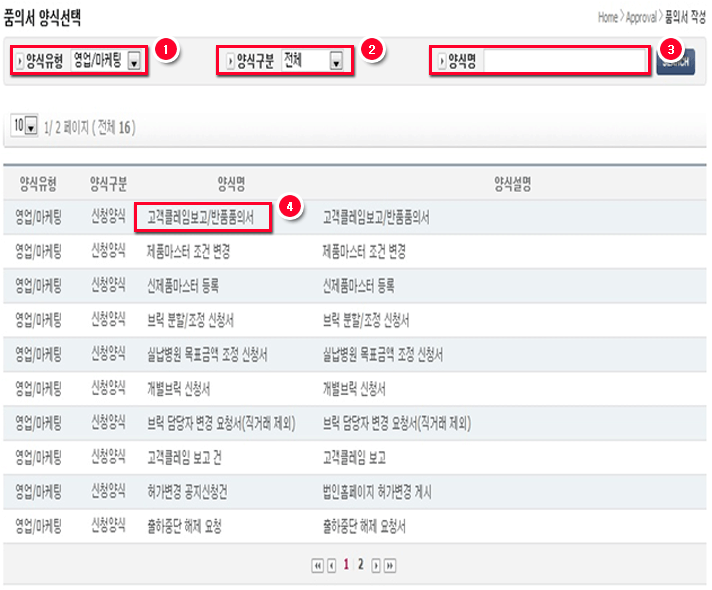 품의서 양식선택
Home > Approval > 품의서 작성
양식유형 영업/마케팅 1 양식구분 전체 2 양식명 3 SEARCH
10 1/ 2 페이지 ( 전체 16 )
양식유형 양식구분 양식명 양식설명
영업/마케팅 신청양식 고객클레임보고/반품품의서 4 고객클레임보고/반품품의서
영업/마케팅 신청양식 제품마스터 조건 변경 제품마스터 조건 변경
영업/마케팅 신청양식 신제품마스터 등록 신제품마스터 등록
영업/마케팅 신청양식 브릭 분할/조정 신청서 브릭 분할/조정 신청서
영업/마케팅 신청양식 실납병원 목표금액 조정 신청서 실납병원 목표금액 조정 신청서
영업/마케팅 신청양식 개별브릭 신청서 개별브릭 신청서
영업/마케팅 신청양식 브릭 담당자 변경 요청서(직거래 제외) 브릭 담당자 변경 요청서(직거래 제외)
영업/마케팅 신청양식 고객클레임 보고 건 고객클레임 보고
영업/마케팅 신청양식 허가변경 공지신청건 법인홈페이지 허가변경 게시
영업/마케팅 신청양식 출하중단 해제 요청 출하중단 해제 요청서
1 2